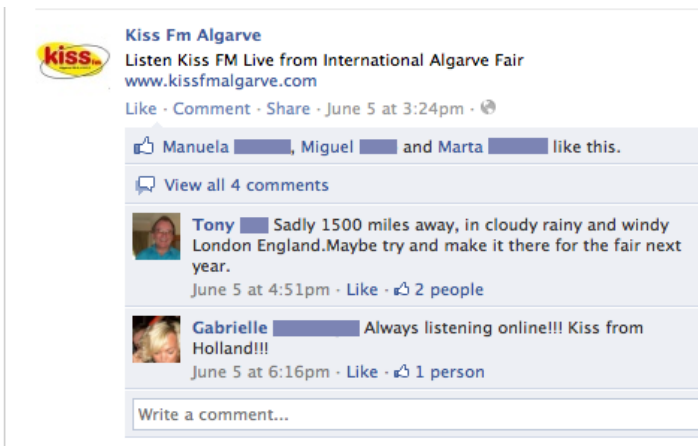 Kiss Fm Algarve
kiss fm
Listen Kiss FM Live from International Algarve Fair
www.kissfmalgarve.com
Like · Comment · Share · June 5 at 3:24pm ·
Manuela , Miguel and Marta like this.
View all 4 comments
Tony Sadly 1500 miles away, in cloudy rainy and windy
London England.Maybe try and make it there for the fair next
year.
June 5 at 4:51pm · Like · 2 people
Gabrielle Always listening online!!! Kiss from
Holland!!!
June 5 at 6:16pm · Like · 1 person
Write a comment...